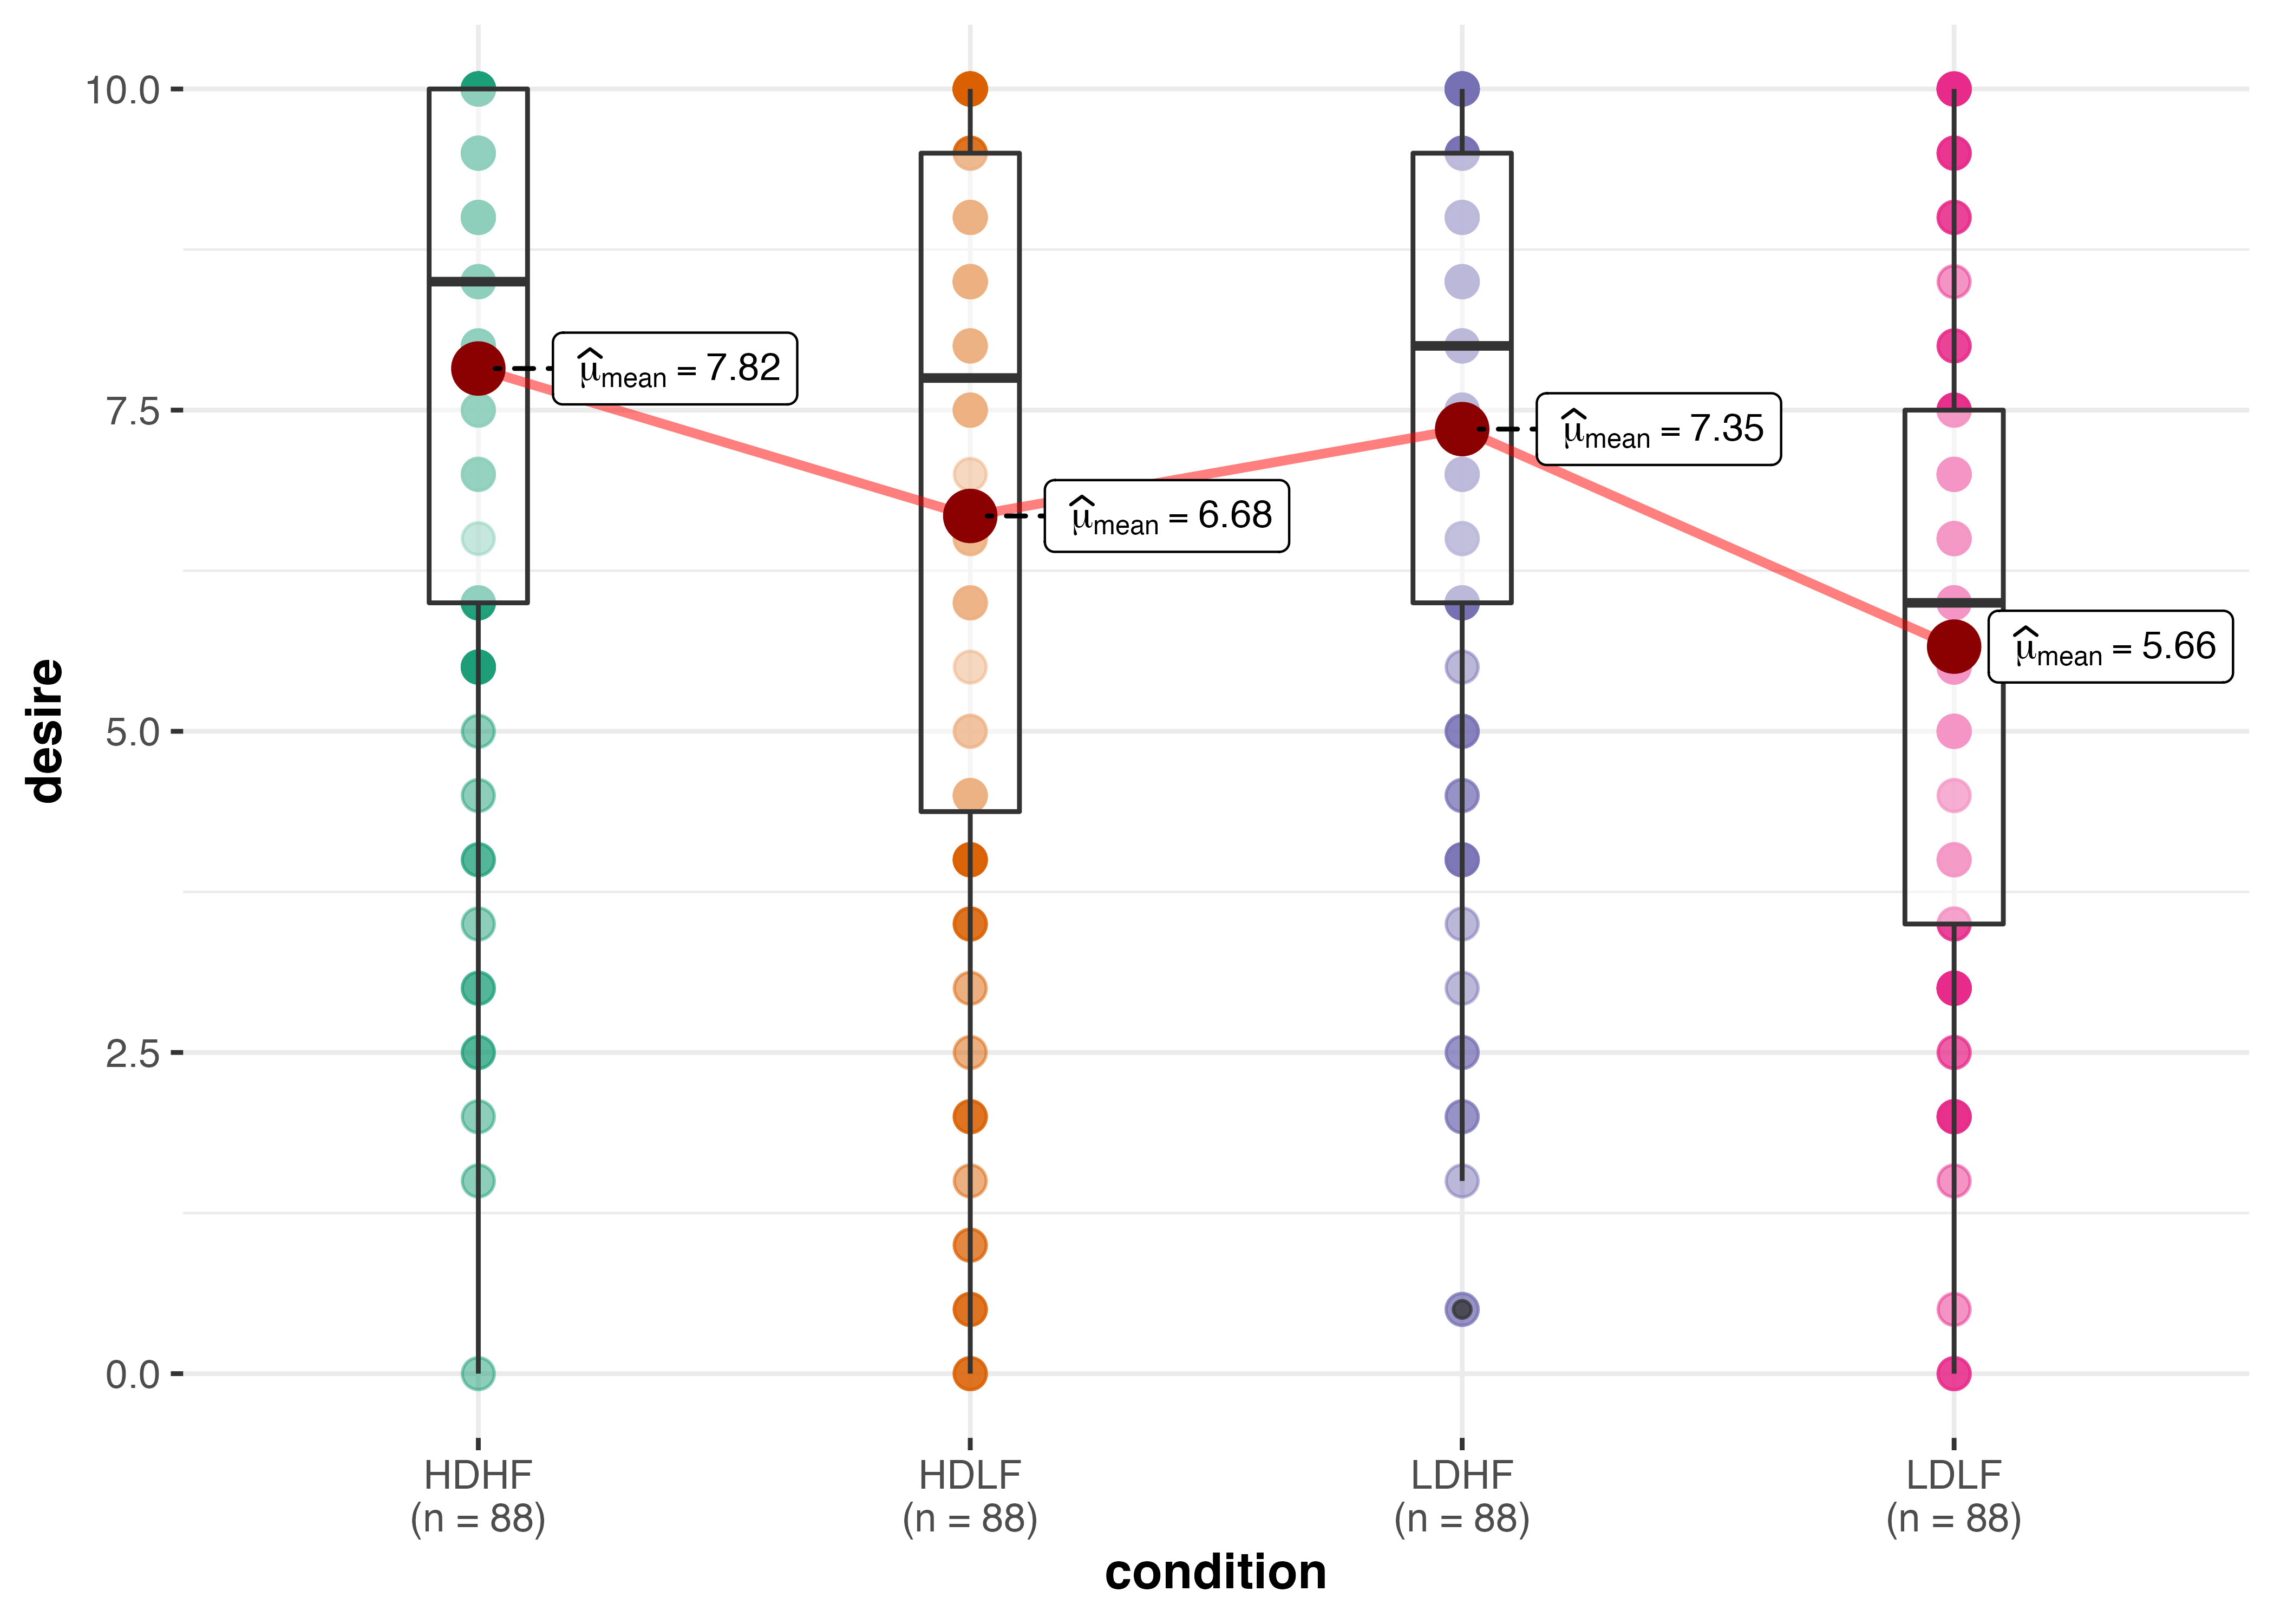 10.0
7.5
5.0
2.5
0.0
desire
μ̂mean = 7.82
μ̂mean = 6.68
μ̂mean = 7.35
μ̂mean = 5.66
HDHF
(n = 88)
HDLF
(n = 88)
LDHF
(n = 88)
LDLF
(n = 88)
condition